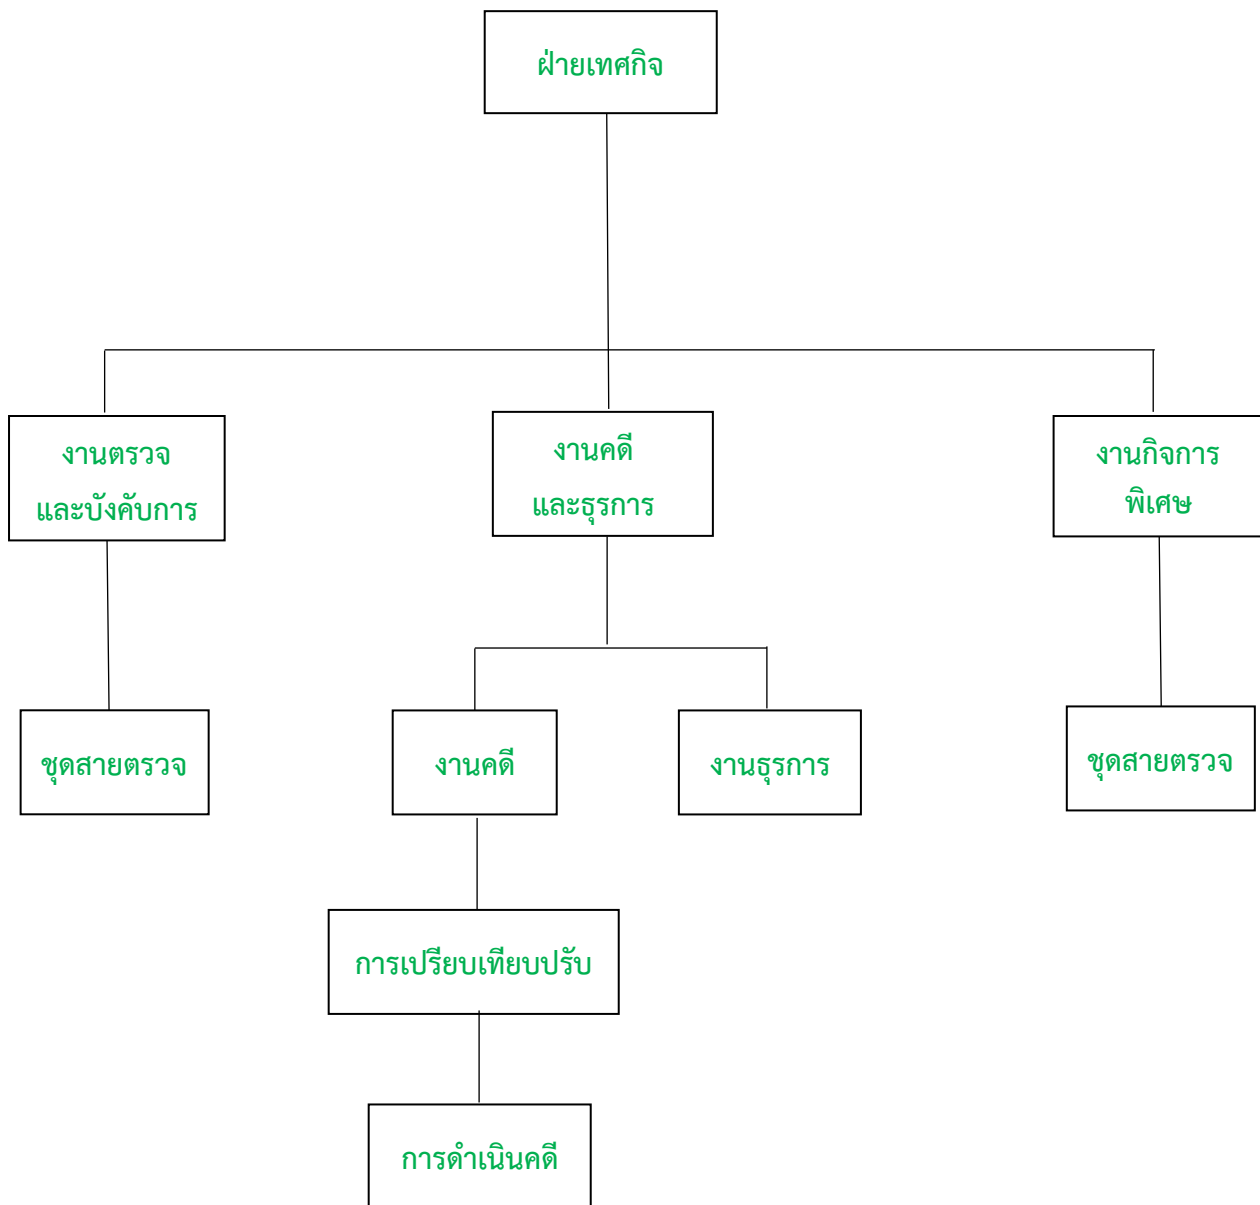 ฝ่ายเทศกิจ
งานตรวจ
และบังคับการ
งานคดี
และธุรการ
งานกิจการ
พิเศษ
ชุดสายตรวจ
งานคดี
งานธุรการ
ชุดสายตรวจ
การเปรียบเทียบปรับ
การดำเนินคดี